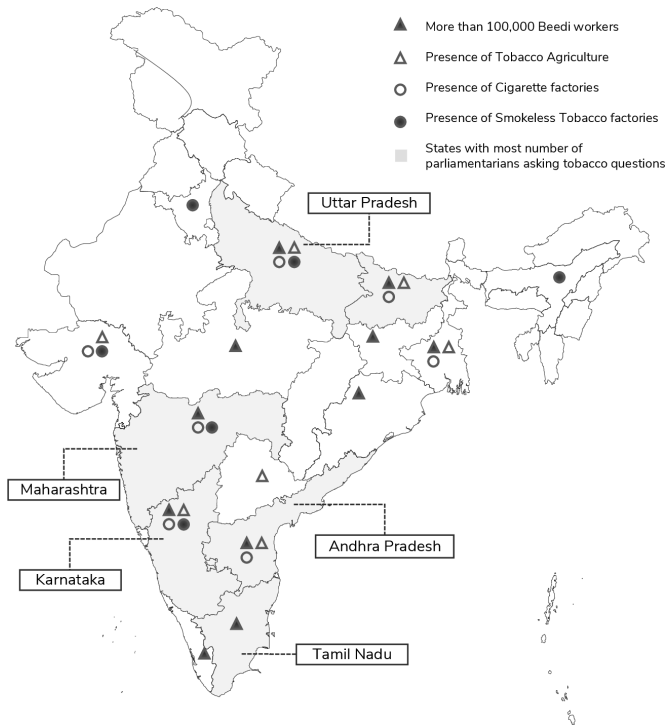 More than 100,000 Beedi workers
Presence of Tobacco Agriculture
Presence of Cigarette factories
Presence of Smokeless Tobacco factories
States with most number of
parliamentarians asking tobacco questions
Uttar Pradesh
Maharashtra
Andhra Pradesh
Karnataka
Tamil Nadu